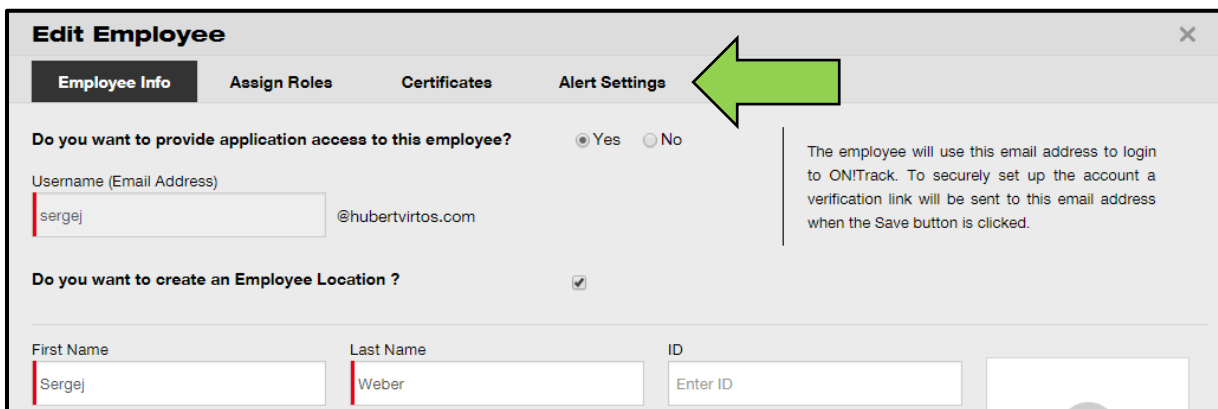 Edit Employee
Employee Info Assign Roles Certificates Alert Settings
Do you want to provide application access to this employee? Yes No
Username (Email Address)
sergej @hubertvirtos.com
The employee will use this email address to login
to ON!Track. To securely set up the account a
verification link will be sent to this email address
when the Save button is clicked.
Do you want to create an Employee Location ?
First Name Last Name ID
Sergej Weber Enter ID